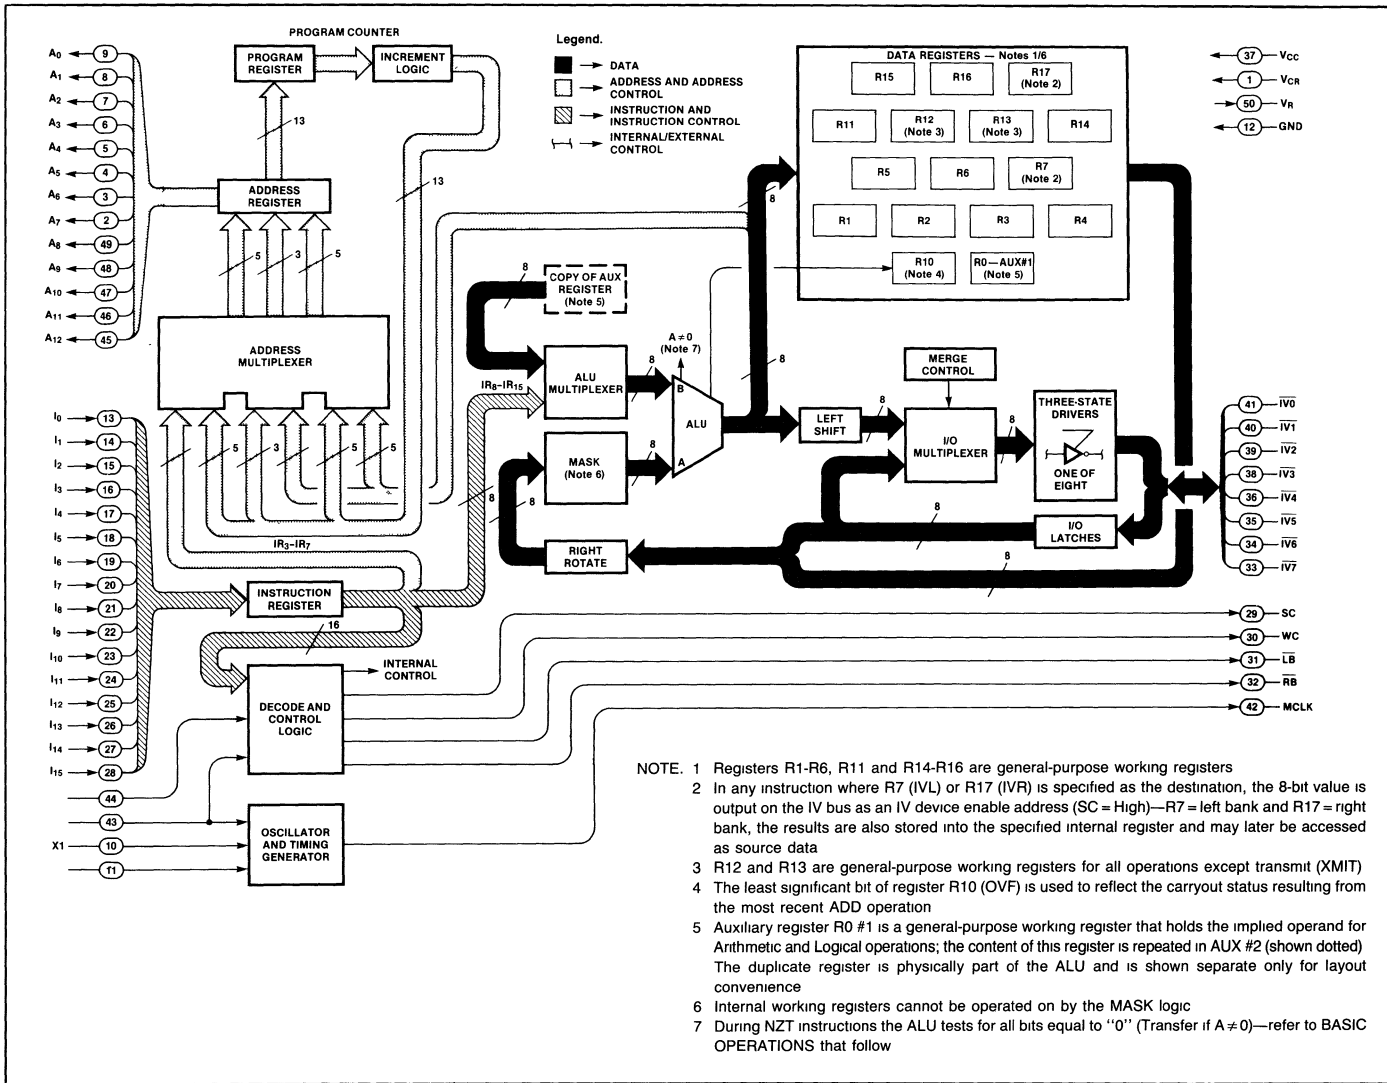 PROGRAM COUNTER
PROGRAM
REGISTER
INCREMENT
LOGIC
13
13
ADDRESS
REGISTER
5
3
5
ADDRESS
MULTIPLEXER
5
3
5
5
A0
9
A1
8
A2
7
A3
6
A4
5
A5
4
A6
3
A7
2
A8
49
A9
48
A10
47
A11
46
A12
45
I0
13
I1
14
I2
15
I3
16
I4
17
I5
18
I6
19
I7
20
I8
21
I9
22
I10
23
I11
24
I12
25
I13
26
I14
27
I15
28
44
43
X1
10
11
Legend.
DATA
ADDRESS AND ADDRESS
CONTROL
INSTRUCTION AND
INSTRUCTION CONTROL
INTERNAL/EXTERNAL
CONTROL
DATA REGISTERS — Notes 1/6
R15
R16
R17
(Note 2)
R11
R12
(Note 3)
R13
(Note 3)
R14
R5
R6
R7
(Note 2)
R1
R2
R3
R4
R10
(Note 4)
R0—AUX#1
(Note 5)
37
VCC
1
VCR
50
VR
12
GND
8
8
COPY OF AUX
REGISTER
(Note 5)
8
A≠0
(Note 7)
IR8–IR15
ALU
MULTIPLEXER
8
B
ALU
A
8
MASK
(Note 6)
8
8
8
LEFT
SHIFT
8
MERGE
CONTROL
I/O
MULTIPLEXER
8
THREE-STATE
DRIVERS
ONE OF
EIGHT
I/O
LATCHES
8
8
8
RIGHT
ROTATE
41
IV0
40
IV1
39
IV2
38
IV3
36
IV4
35
IV5
34
IV6
33
IV7
IR3–IR7
INSTRUCTION
REGISTER
16
INTERNAL
CONTROL
DECODE AND
CONTROL
LOGIC
OSCILLATOR
AND TIMING
GENERATOR
29
SC
30
WC
31
LB
32
RB
42
MCLK
NOTE. 1 Registers R1-R6, R11 and R14-R16 are general-purpose working registers
2 In any instruction where R7 (IVL) or R17 (IVR) is specified as the destination, the 8-bit value is
output on the IV bus as an IV device enable address (SC = High)—R7 = left bank and R17 = right
bank, the results are also stored into the specified internal register and may later be accessed
as source data
3 R12 and R13 are general-purpose working registers for all operations except transmit (XMIT)
4 The least significant bit of register R10 (OVF) is used to reflect the carryout status resulting from
the most recent ADD operation
5 Auxiliary register R0 #1 is a general-purpose working register that holds the implied operand for
Arithmetic and Logical operations; the content of this register is repeated in AUX #2 (shown dotted)
The duplicate register is physically part of the ALU and is shown separate only for layout
convenience
6 Internal working registers cannot be operated on by the MASK logic
7 During NZT instructions the ALU tests for all bits equal to "0" (Transfer if A ≠ 0)—refer to BASIC
OPERATIONS that follow